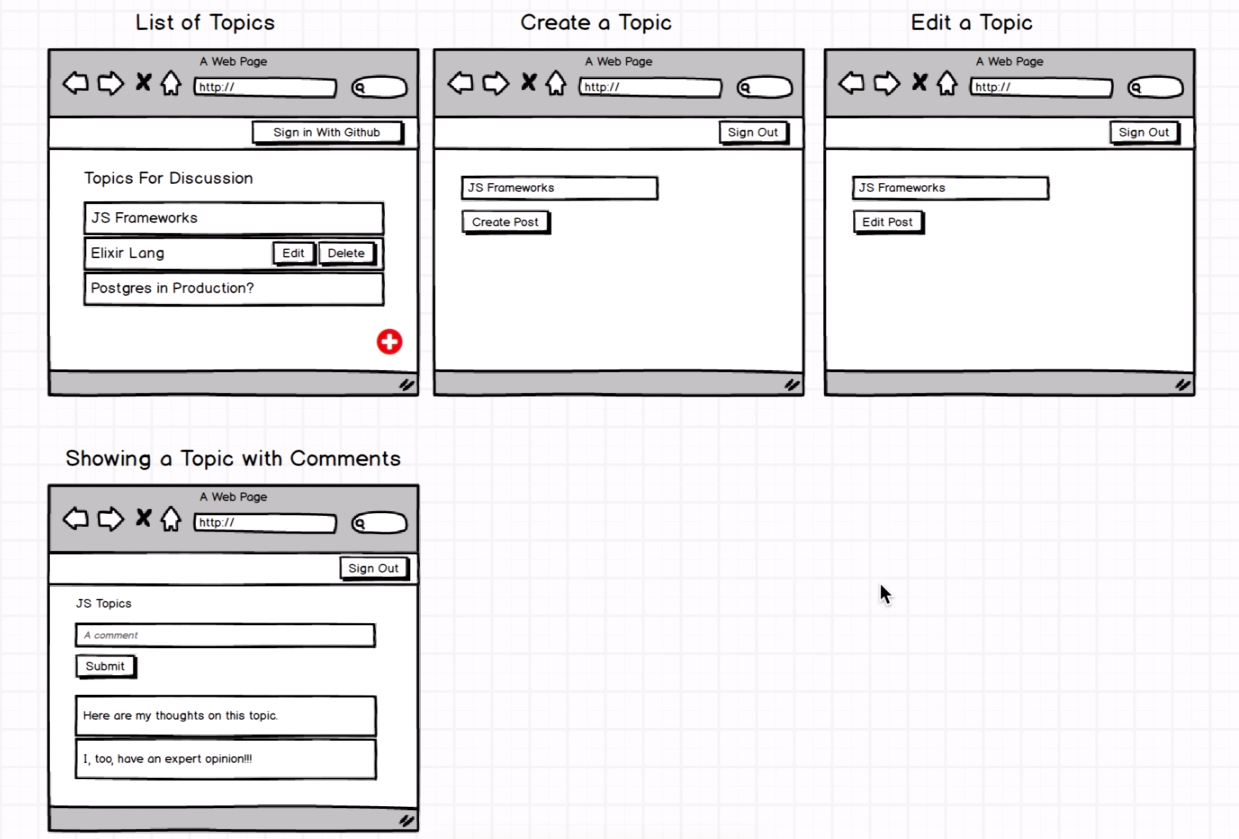 List of Topics
A Web Page
http://
Sign in With Github
Topics For Discussion
JS Frameworks
Elixir Lang
Edit
Delete
Postgres in Production?
Create a Topic
A Web Page
http://
Sign Out
JS Frameworks
Create Post
Edit a Topic
A Web Page
http://
Sign Out
JS Frameworks
Edit Post
Showing a Topic with Comments
A Web Page
http://
Sign Out
JS Topics
A comment
Submit
Here are my thoughts on this topic.
I, too, have an expert opinion!!!